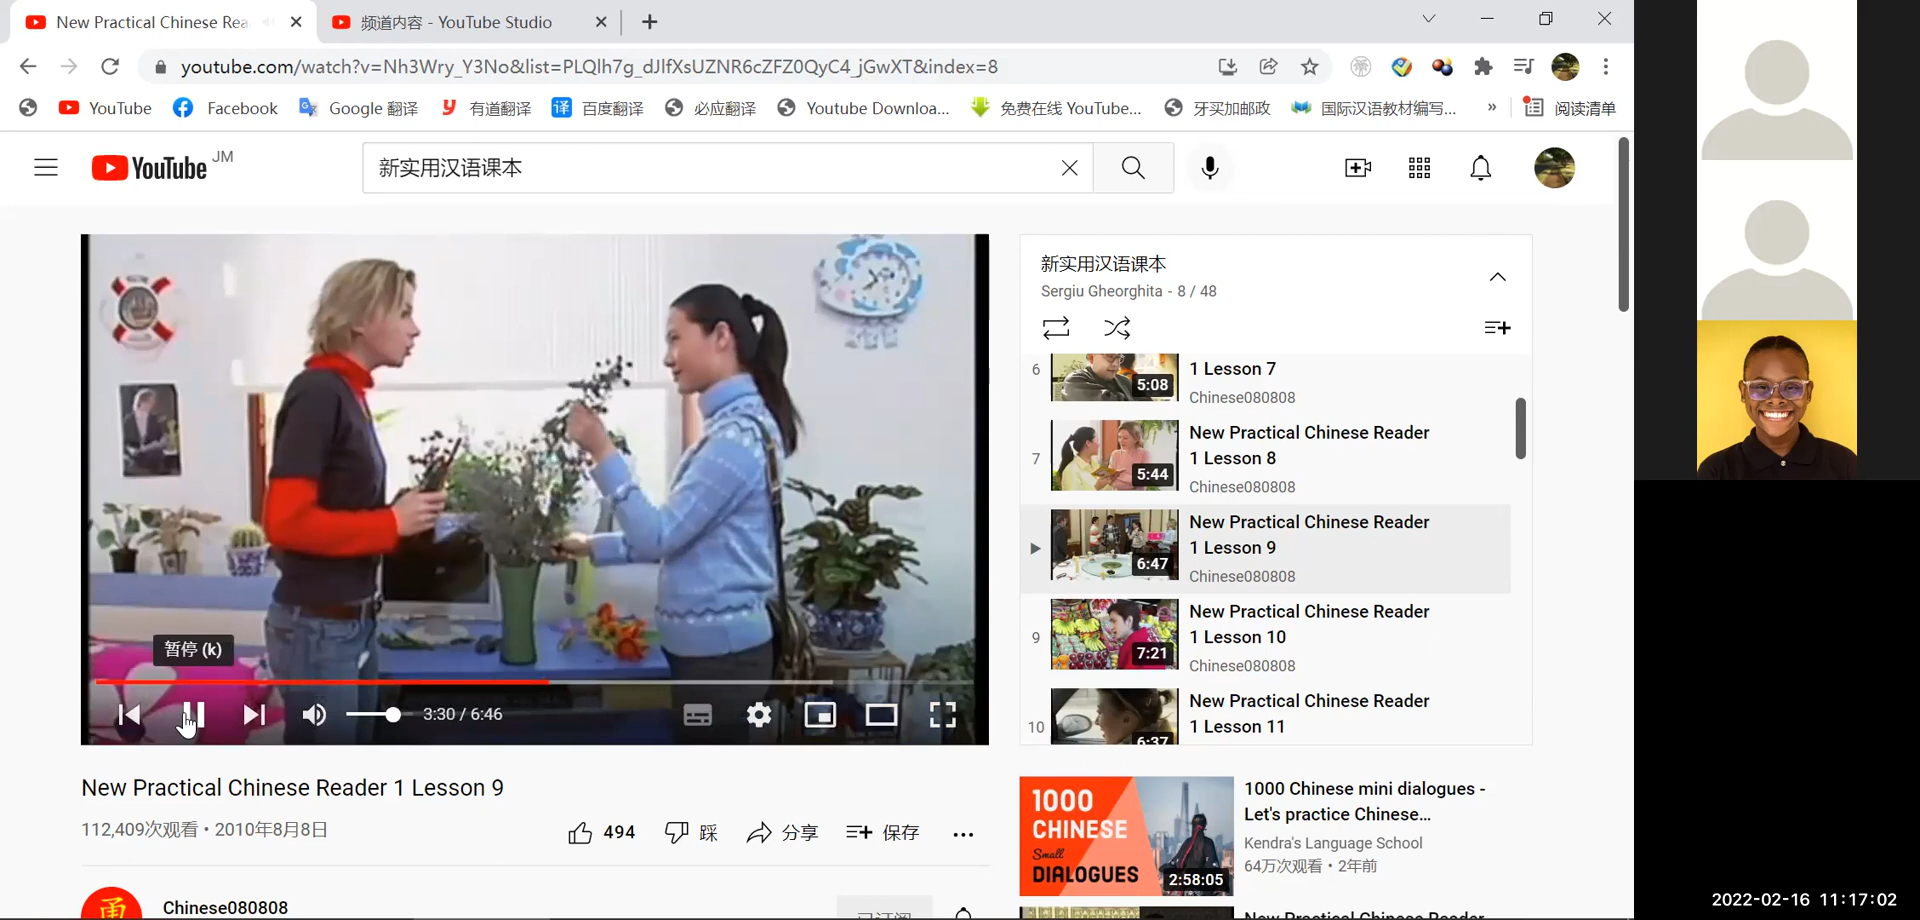 New Practical Chinese Rea
频道内容 - YouTube Studio
youtube.com/watch?v=Nh3Wry_Y3No&list=PLQlh7g_dJlfXsUZNR6cZFZ0QyC4_jGwXT&index=8
YouTube
Facebook
Google 翻译
有道翻译
译 百度翻译
必应翻译
Youtube Downloa...
免费在线 YouTube...
牙买加邮政
国际汉语教材编写...
»
阅读清单
YouTube JM
新实用汉语课本
暂停 (k)
3:30 / 6:46
New Practical Chinese Reader 1 Lesson 9
112,409次观看 • 2010年8月8日
494
踩
分享
保存
勇
Chinese080808
新实用汉语课本
Sergiu Gheorghita - 8 / 48
6
5:08
1 Lesson 7
Chinese080808
7
5:44
New Practical Chinese Reader
1 Lesson 8
Chinese080808
6:47
New Practical Chinese Reader
1 Lesson 9
Chinese080808
9
7:21
New Practical Chinese Reader
1 Lesson 10
Chinese080808
10
6:37
New Practical Chinese Reader
1 Lesson 11
1000
CHINESE
Small
DIALOGUES
2:58:05
1000 Chinese mini dialogues -
Let's practice Chinese...
Kendra's Language School
64万次观看 • 2年前
New Practical Chinese Reader
2022-02-16 11:17:02